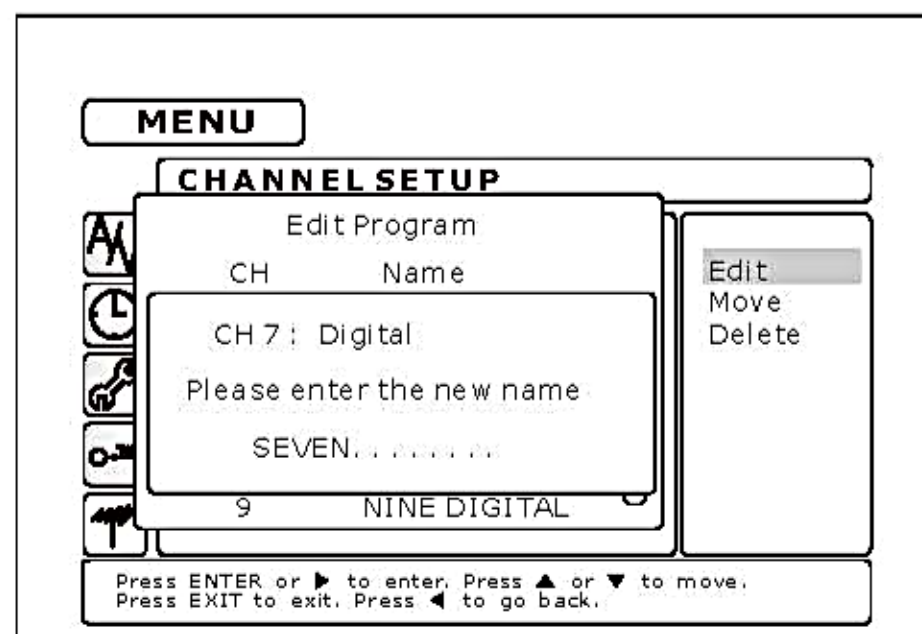 MENU
CHANNEL SETUP
Edit Program
CH Name
CH 7 : Digital
Please enter the new name
SEVEN. . . . . . . .
9 NINE DIGITAL
Edit
Move
Delete
Press ENTER or ▶ to enter. Press ▲ or ▼ to move.
Press EXIT to exit. Press ◀ to go back.